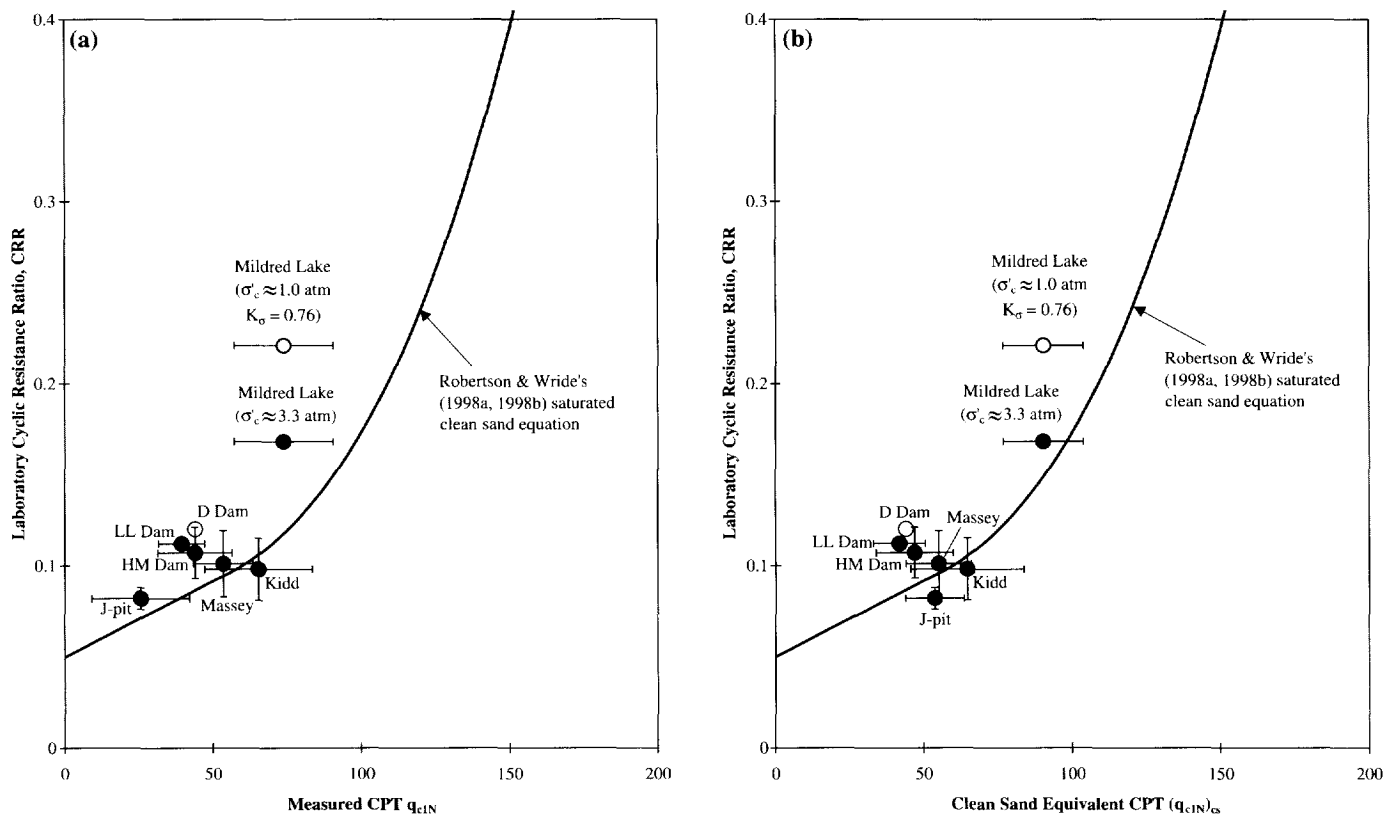 (a)
0.4
0.3
0.2
0.1
0
Laboratory Cyclic Resistance Ratio, CRR
Mildred Lake
(σ'c ≈ 1.0 atm
Kσ = 0.76)
Mildred Lake
(σ'c ≈ 3.3 atm)
Robertson & Wride's
(1998a, 1998b) saturated
clean sand equation
D Dam
LL Dam
HM Dam
Kidd
Massey
J-pit
0
50
100
150
200
Measured CPT qc1N
(b)
0.4
0.3
0.2
0.1
0
Laboratory Cyclic Resistance Ratio, CRR
Mildred Lake
(σ'c ≈ 1.0 atm
Kσ = 0.76)
Robertson & Wride's
(1998a, 1998b) saturated
clean sand equation
Mildred Lake
(σ'c ≈ 3.3 atm)
D Dam
Massey
LL Dam
HM Dam
Kidd
J-pit
0
50
100
150
200
Clean Sand Equivalent CPT (qc1N)cs